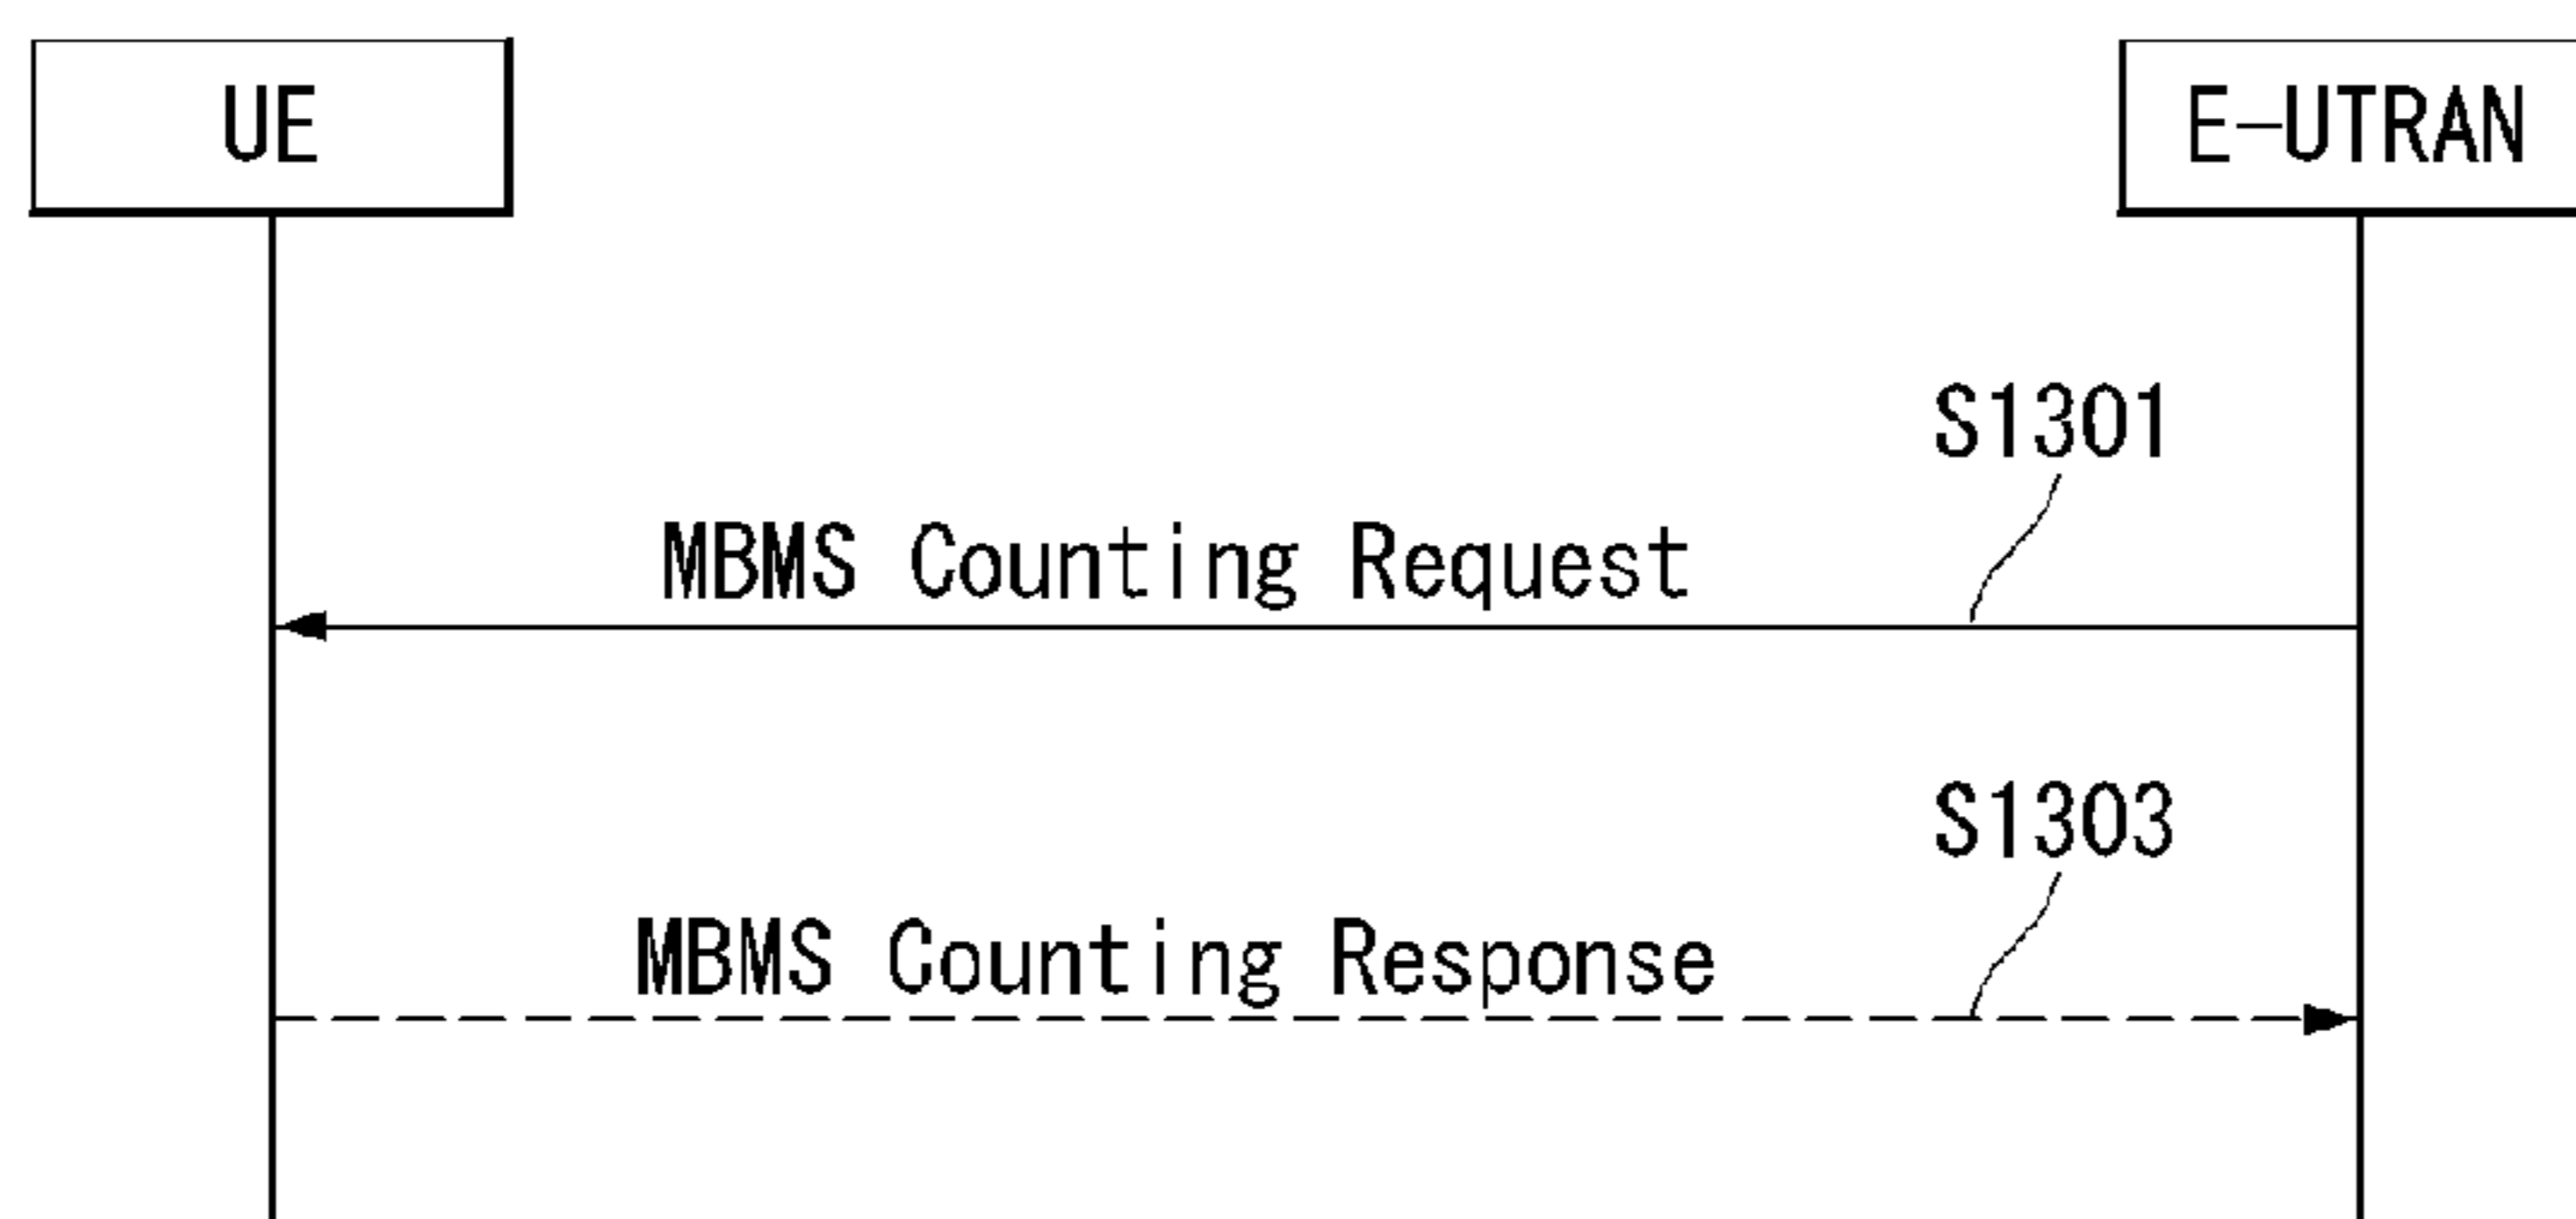 UE
E-UTRAN
S1301
MBMS Counting Request
S1303
MBMS Counting Response